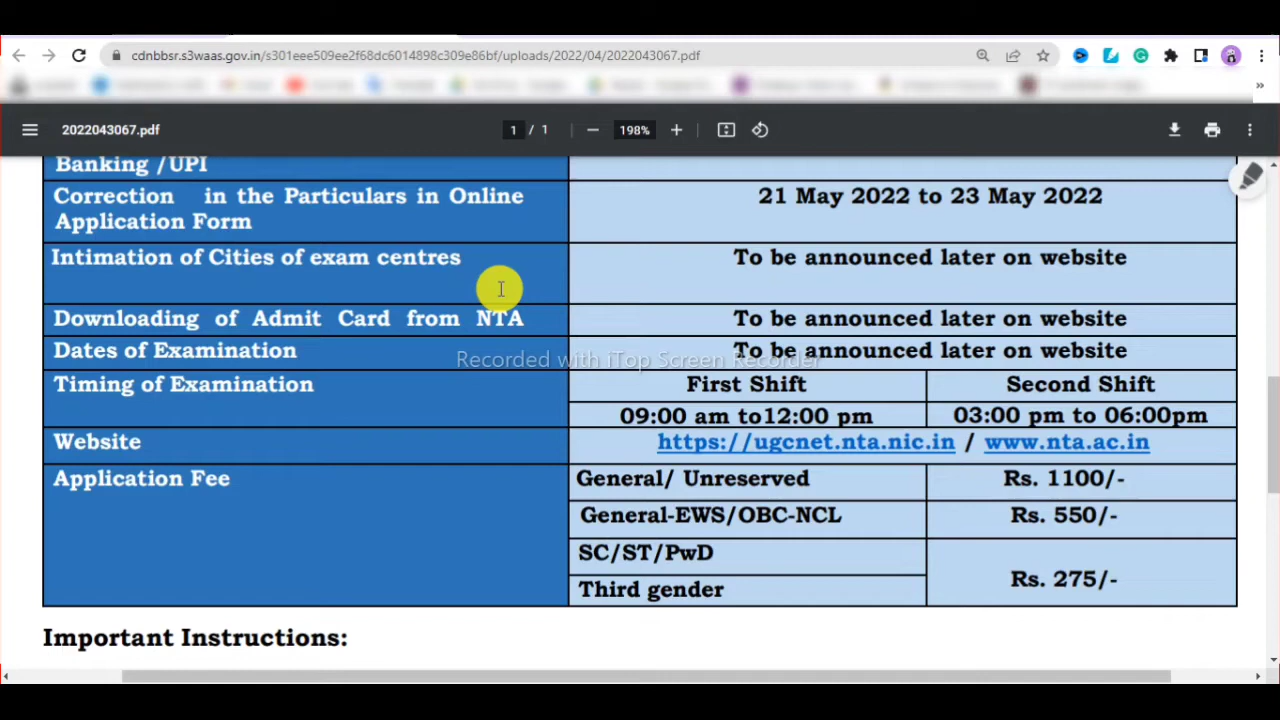 cdnbbsr.s3waas.gov.in/s301eee509ee2f68dc6014898c309e86bf/uploads/2022/04/2022043067.pdf
2022043067.pdf
1 / 1
198%
Banking /UPI
Correction in the Particulars in Online
Application Form
21 May 2022 to 23 May 2022
Intimation of Cities of exam centres
To be announced later on website
Downloading of Admit Card from NTA
To be announced later on website
Dates of Examination
To be announced later on website
Recorded with iTop Screen Recorder
Timing of Examination
First Shift
Second Shift
09:00 am to12:00 pm
03:00 pm to 06:00pm
Website
https://ugcnet.nta.nic.in / www.nta.ac.in
Application Fee
General/ Unreserved
Rs. 1100/-
General-EWS/OBC-NCL
Rs. 550/-
SC/ST/PwD
Third gender
Rs. 275/-
Important Instructions: